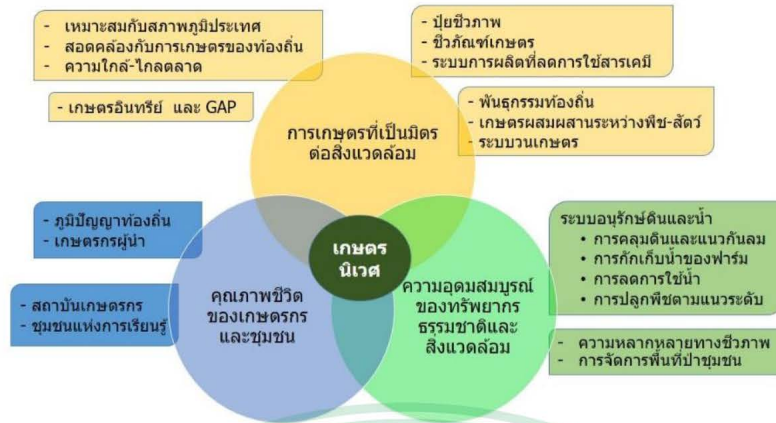 - เหมาะสมกับสภาพภูมิประเทศ
- สอดคล้องกับการเกษตรของท้องถิ่น
- ความใกล้-ไกลตลาด
- เกษตรอินทรีย์ และ GAP
- ปุ๋ยชีวภาพ
- ชีวภัณฑ์เกษตร
- ระบบการผลิตที่ลดการใช้สารเคมี
- พันธุกรรมท้องถิ่น
- เกษตรผสมผสานระหว่างพืช-สัตว์
- ระบบวนเกษตร
การเกษตรที่เป็นมิตร
ต่อสิ่งแวดล้อม
- ภูมิปัญญาท้องถิ่น
- เกษตรกรผู้นำ
- สถาบันเกษตรกร
- ชุมชนแห่งการเรียนรู้
คุณภาพชีวิต
ของเกษตรกร
และชุมชน
เกษตร
นิเวศ
ความอุดมสมบูรณ์
ของทรัพยากร
ธรรมชาติและ
สิ่งแวดล้อม
ระบบอนุรักษ์ดินและน้ำ
• การคลุมดินและแนวกันลม
• การกักเก็บน้ำของฟาร์ม
• การลดการใช้น้ำ
• การปลูกพืชตามแนวระดับ
- ความหลากหลายทางชีวภาพ
- การจัดการพื้นที่ป่าชุมชน